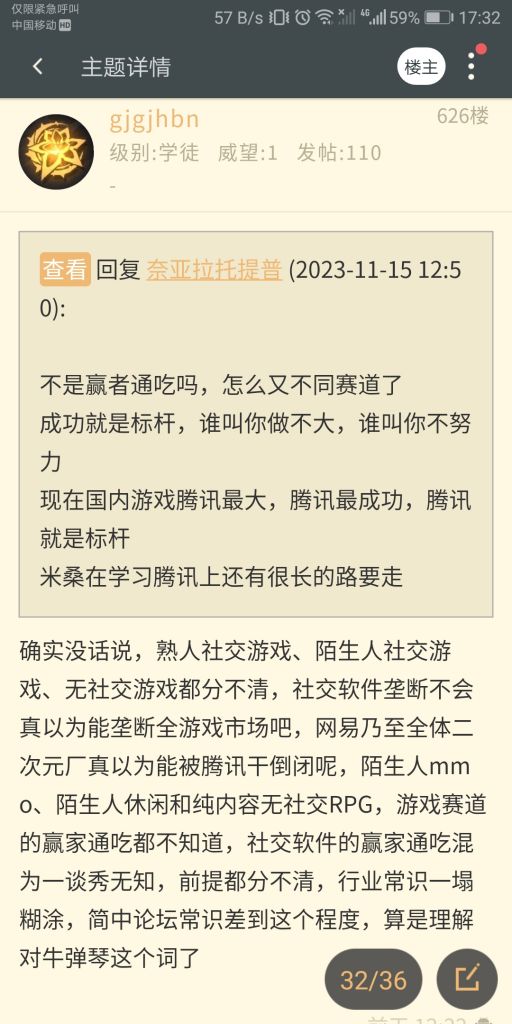 仅限紧急呼叫
中国移动 HD
57 B/s
4G
59%
17:32
主题详情
楼主
gjgjhbn
626楼
级别:学徒 威望:1 发帖:110
-
查看 回复 奈亚拉托提普 (2023-11-15 12:5
0):
不是赢者通吃吗，怎么又不同赛道了
成功就是标杆，谁叫你做不大，谁叫你不努
力
现在国内游戏腾讯最大，腾讯最成功，腾讯
就是标杆
米桑在学习腾讯上还有很长的路要走
确实没话说，熟人社交游戏、陌生人社交游
戏、无社交游戏都分不清，社交软件垄断不会
真以为能垄断全游戏市场吧，网易乃至全体二
次元厂真以为能被腾讯干倒闭呢，陌生人mm
o、陌生人休闲和纯内容无社交RPG，游戏赛道
的赢家通吃都不知道，社交软件的赢家通吃混
为一谈秀无知，前提都分不清，行业常识一塌
糊涂，简中论坛常识差到这个程度，算是理解
对牛弹琴这个词了
32/36